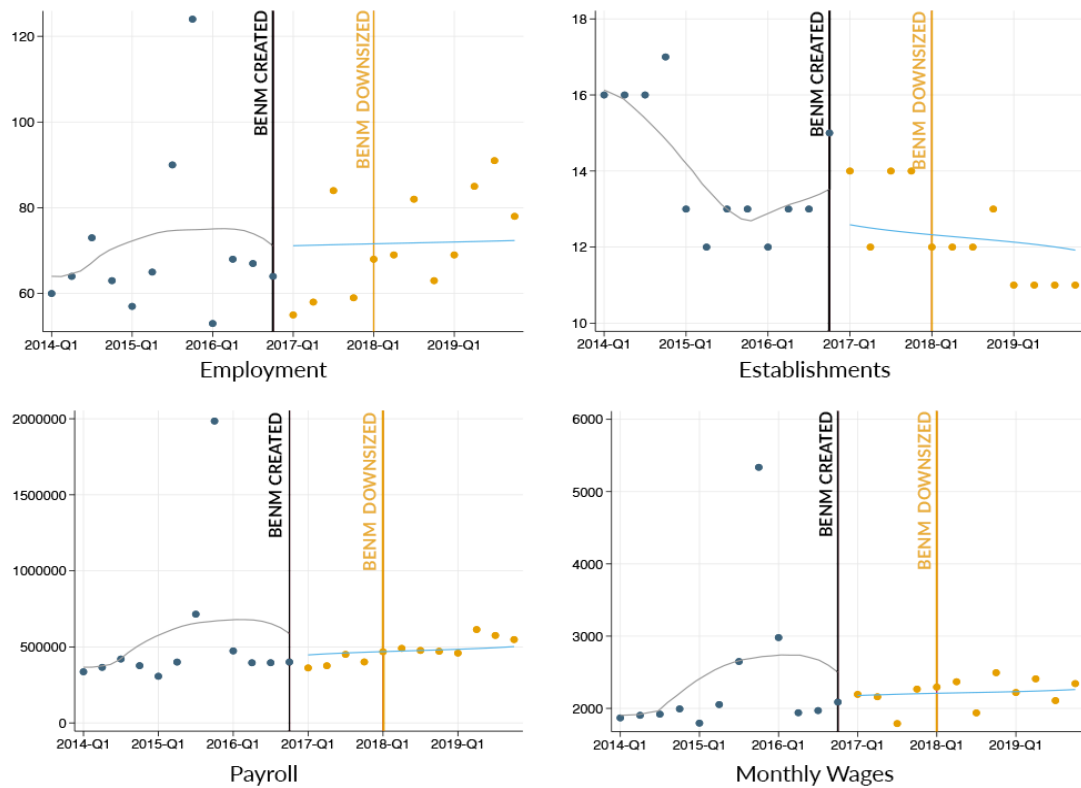 120
100
80
60
BENM CREATED
BENM DOWNSIZED
2014-Q1 2015-Q1 2016-Q1 2017-Q1 2018-Q1 2019-Q1
Employment
18
16
14
12
10
BENM CREATED
BENM DOWNSIZED
2014-Q1 2015-Q1 2016-Q1 2017-Q1 2018-Q1 2019-Q1
Establishments
2000000
1500000
1000000
500000
0
BENM CREATED
BENM DOWNSIZED
2014-Q1 2015-Q1 2016-Q1 2017-Q1 2018-Q1 2019-Q1
Payroll
6000
5000
4000
3000
2000
BENM CREATED
BENM DOWNSIZED
2014-Q1 2015-Q1 2016-Q1 2017-Q1 2018-Q1 2019-Q1
Monthly Wages